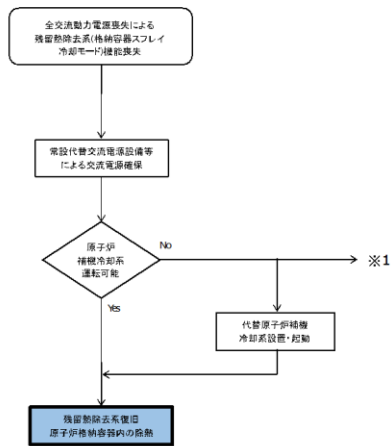 全交流動力電源喪失による
残留熱除去系(格納容器スプレイ
冷却モード)機能喪失
常設代替交流電源設備等
による交流電源確保
原子炉
補機冷却系
運転可能
No
※1
Yes
代替原子炉補機
冷却系設置・起動
残留熱除去系復旧
原子炉格納容器内の除熱